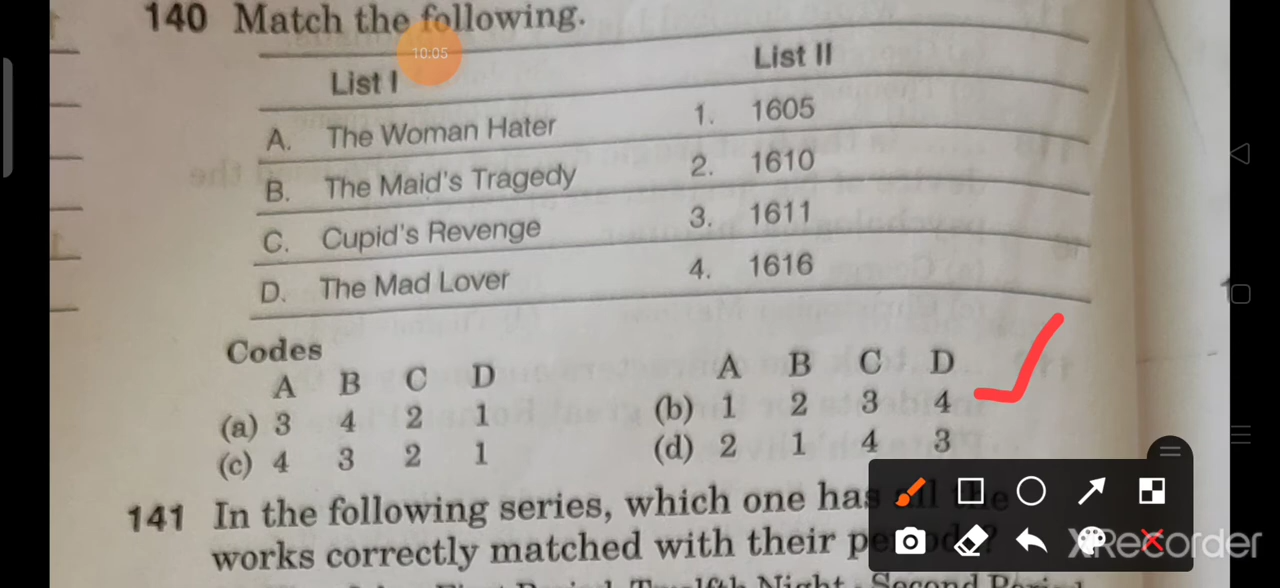 140 Match the following.
10:05
List I List II
A. The Woman Hater 1. 1605
B. The Maid's Tragedy 2. 1610
C. Cupid's Revenge 3. 1611
D. The Mad Lover 4. 1616
Codes
A B C D A B C D
(a) 3 4 2 1 (b) 1 2 3 4
(c) 4 3 2 1 (d) 2 1 4 3
141 In the following series, which one has all the
works correctly matched with their
XRecorder